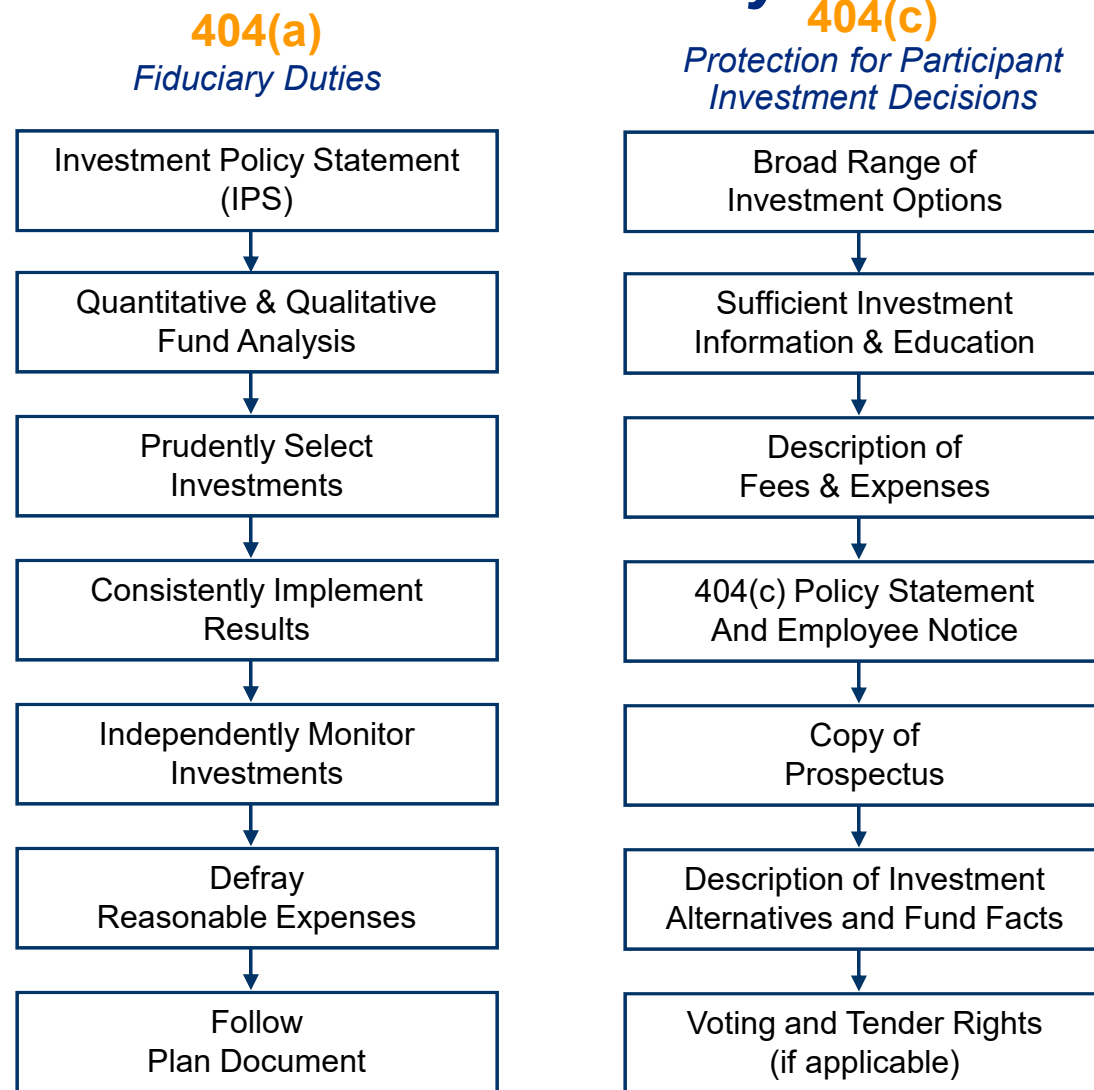 404(a)
Fiduciary Duties
Investment Policy Statement
(IPS)
Quantitative & Qualitative
Fund Analysis
Prudently Select
Investments
Consistently Implement
Results
Independently Monitor
Investments
Defray
Reasonable Expenses
Follow
Plan Document
404(c)
Protection for Participant
Investment Decisions
Broad Range of
Investment Options
Sufficient Investment
Information & Education
Description of
Fees & Expenses
404(c) Policy Statement
And Employee Notice
Copy of
Prospectus
Description of Investment
Alternatives and Fund Facts
Voting and Tender Rights
(if applicable)